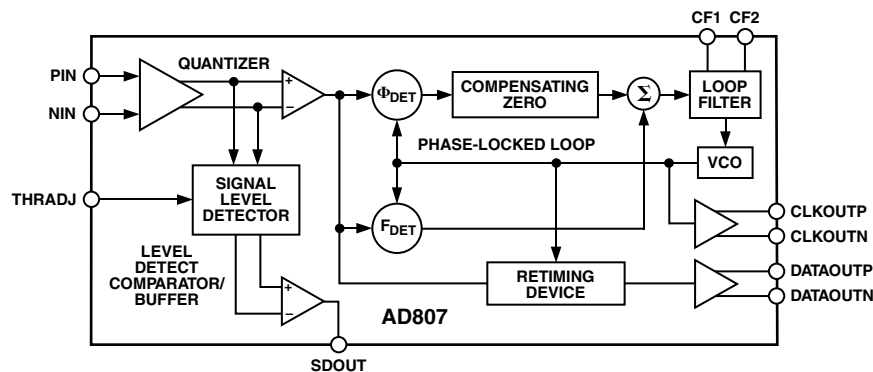 CF1 CF2
PIN
NIN
QUANTIZER
+
−
ΦDET
COMPENSATING
ZERO
Σ
LOOP
FILTER
PHASE-LOCKED LOOP
VCO
THRADJ
SIGNAL
LEVEL
DETECTOR
FDET
CLKOUTP
CLKOUTN
LEVEL
DETECT
COMPARATOR/
BUFFER
+
−
RETIMING
DEVICE
DATAOUTP
DATAOUTN
AD807
SDOUT